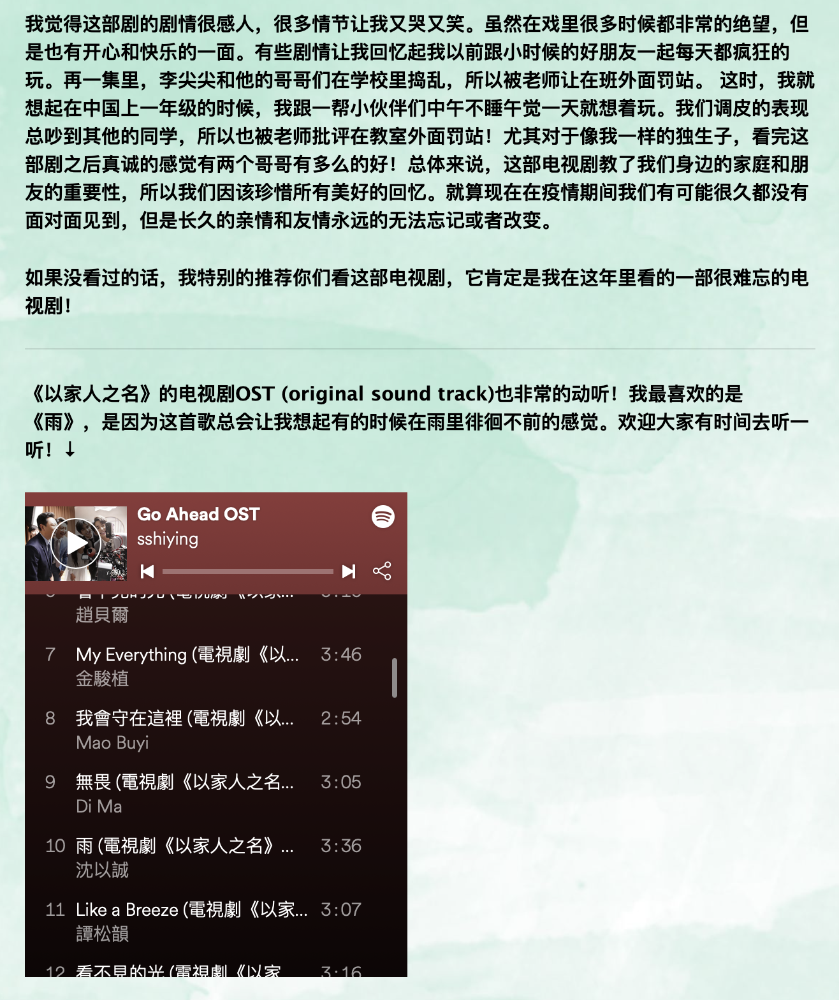 我觉得这部剧的剧情很感人，很多情节让我又哭又笑。虽然在戏里很多时候都非常的绝望，但
是也有开心和快乐的一面。有些剧情让我回忆起我以前跟小时候的好朋友一起每天都疯狂的
玩。再一集里，李尖尖和他的哥哥们在学校里捣乱，所以被老师让在班外面罚站。 这时，我就
想起在中国上一年级的时候，我跟一帮小伙伴们中午不睡午觉一天就想着玩。我们调皮的表现
总吵到其他的同学，所以也被老师批评在教室外面罚站！尤其对于像我一样的独生子，看完这
部剧之后真诚的感觉有两个哥哥有多么的好！总体来说，这部电视剧教了我们身边的家庭和朋
友的重要性，所以我们因该珍惜所有美好的回忆。就算现在在疫情期间我们有可能很久都没有
面对面见到，但是长久的亲情和友情永远的无法忘记或者改变。
如果没看过的话，我特别的推荐你们看这部电视剧，它肯定是我在这年里看的一部很难忘的电
视剧！
《以家人之名》的电视剧OST (original sound track)也非常的动听！我最喜欢的是
《雨》，是因为这首歌总会让我想起有的时候在雨里徘徊不前的感觉。欢迎大家有时间去听一
听！↓
Go Ahead OST
sshiying
趙貝爾
7 My Everything (電視劇《以... 3:46
金駿植
8 我會守在這裡 (電視劇《以... 2:54
Mao Buyi
9 無畏 (電視劇《以家人之名... 3:05
Di Ma
10 雨 (電視劇《以家人之名》... 3:36
沈以誠
11 Like a Breeze (電視劇《以家... 3:07
譚松韻
12 看不見的光 (電視劇《以家 3:16